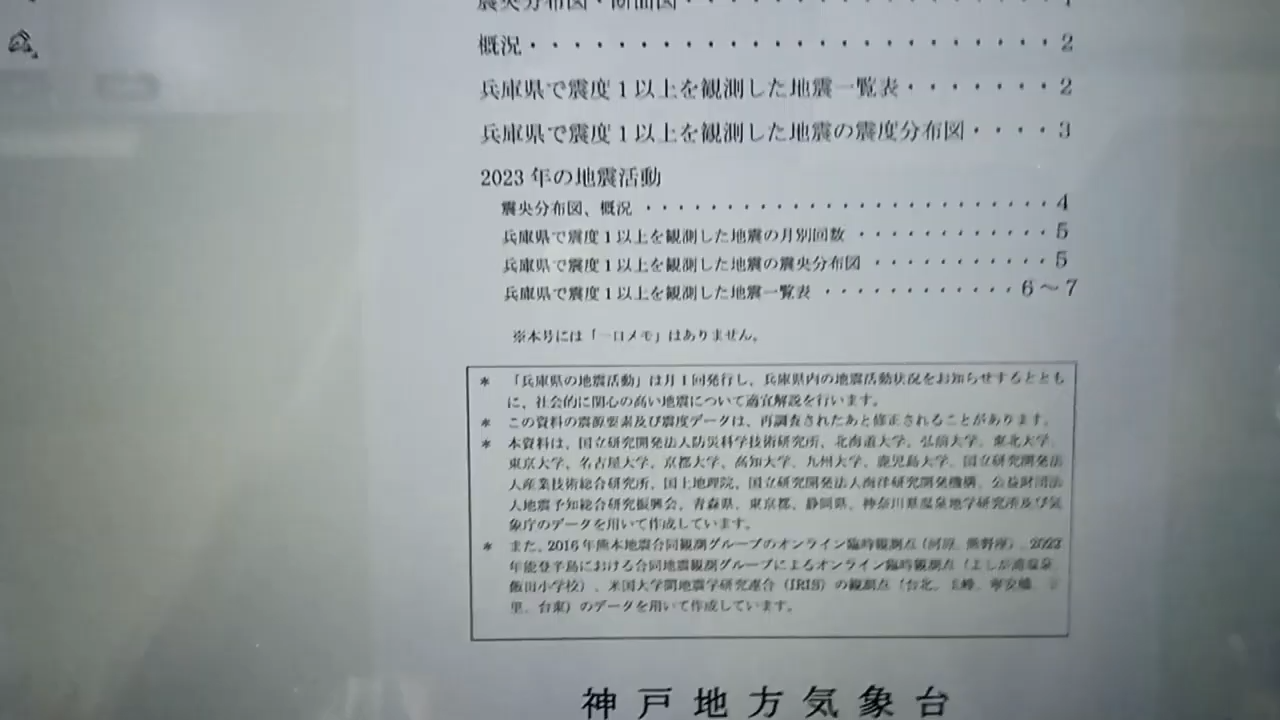 震央分布図・断面図・・・・・・・・・・・・・・・・・・・・1
概況・・・・・・・・・・・・・・・・・・・・・・・・・2
兵庫県で震度1以上を観測した地震一覧表・・・・・・・2
兵庫県で震度1以上を観測した地震の震度分布図・・・・3
2023年の地震活動
震央分布図、概況・・・・・・・・・・・・・・・・・・・・・・・4
兵庫県で震度1以上を観測した地震の月別回数・・・・・・・・・・・5
兵庫県で震度1以上を観測した地震の震央分布図・・・・・・・・・・5
兵庫県で震度1以上を観測した地震一覧表・・・・・・・・・・・・6～7
※本号には「一口メモ」はありません。
＊「兵庫県の地震活動」は月1回発行し、兵庫県内の地震活動状況をお知らせするととも
に、社会的に関心の高い地震について適宜解説を行います。
＊この資料の震源要素及び震度データは、再調査されたあと修正されることがあります。
＊本資料は、国立研究開発法人防災科学技術研究所、北海道大学、弘前大学、東北大学、
東京大学、名古屋大学、京都大学、高知大学、九州大学、鹿児島大学、国立研究開発法
人産業技術総合研究所、国土地理院、国立研究開発法人海洋研究開発機構、公益財団法
人地震予知総合研究振興会、青森県、東京都、静岡県、神奈川県温泉地学研究所及び気
象庁のデータを用いて作成しています。
＊また、2016年熊本地震合同観測グループのオンライン臨時観測点（河原、熊野座）、2022
年能登半島における合同地震観測グループによるオンライン臨時観測点（よしが浦温泉、
飯田小学校）、米国大学間地震学研究連合（IRIS）の観測点（台北、玉峰、寧安橋、
里、台東）のデータを用いて作成しています。
神戸地方気象台